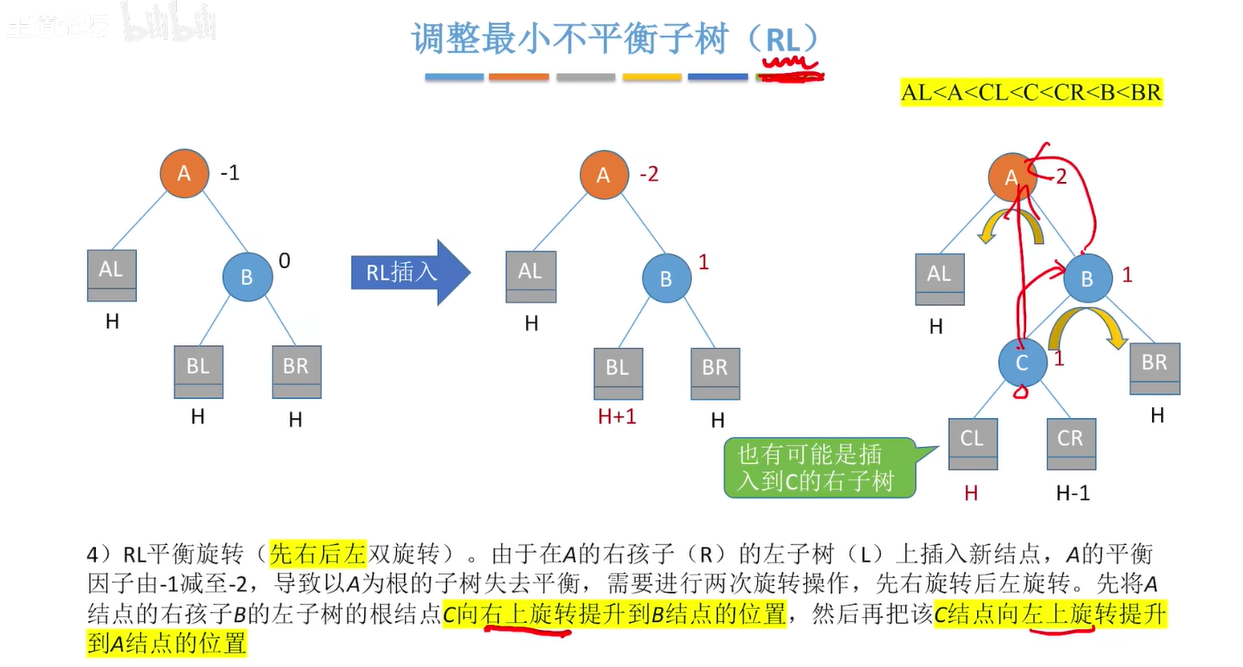 王道论坛 bilibili
调整最小不平衡子树（RL）
AL<A<CL<C<CR<B<BR
A -1
AL
H
B 0
BL
H
BR
H
RL插入
A -2
AL
H
B 1
BL
H+1
BR
H
A -2
AL
H
B 1
C 1
0
BR
H
CL
H
CR
H-1
也有可能是插
入到C的右子树
4）RL平衡旋转（先右后左双旋转）。由于在A的右孩子（R）的左子树（L）上插入新结点，A的平衡
因子由-1减至-2，导致以A为根的子树失去平衡，需要进行两次旋转操作，先右旋转后左旋转。先将A
结点的右孩子B的左子树的根结点C向右上旋转提升到B结点的位置，然后再把该C结点向左上旋转提升
到A结点的位置